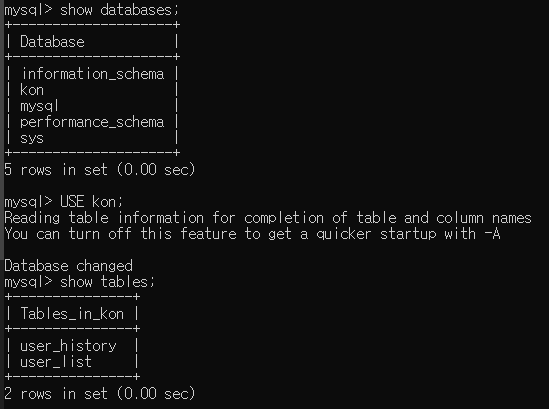 mysql> show databases;
+--------------------+
| Database           |
+--------------------+
| information_schema |
| kon                |
| mysql              |
| performance_schema |
| sys                |
+--------------------+
5 rows in set (0.00 sec)
mysql> USE kon;
Reading table information for completion of table and column names
You can turn off this feature to get a quicker startup with -A
Database changed
mysql> show tables;
+---------------+
| Tables_in_kon |
+---------------+
| user_history  |
| user_list     |
+---------------+
2 rows in set (0.00 sec)